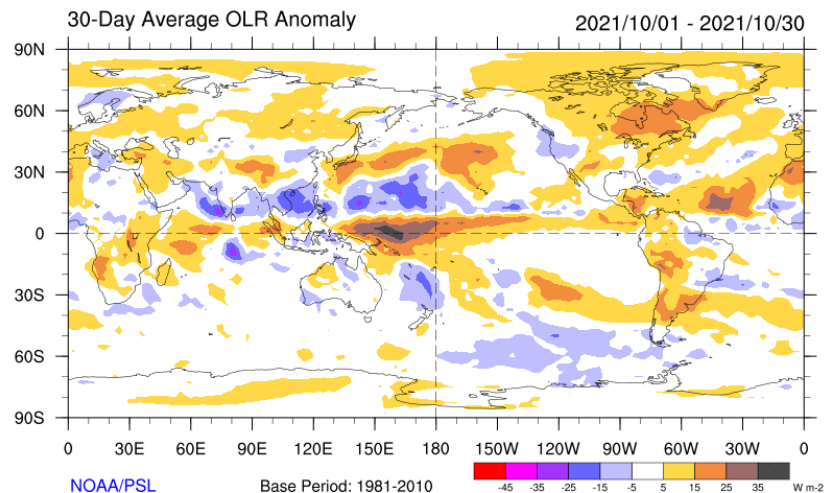 30-Day Average OLR Anomaly 2021/10/01 - 2021/10/30
90N
60N
30N
0
30S
60S
90S
0 30E 60E 90E 120E 150E 180 150W 120W 90W 60W 30W 0
NOAA/PSL Base Period: 1981-2010
-45 -35 -25 -15 -5 5 15 25 35 W m-2